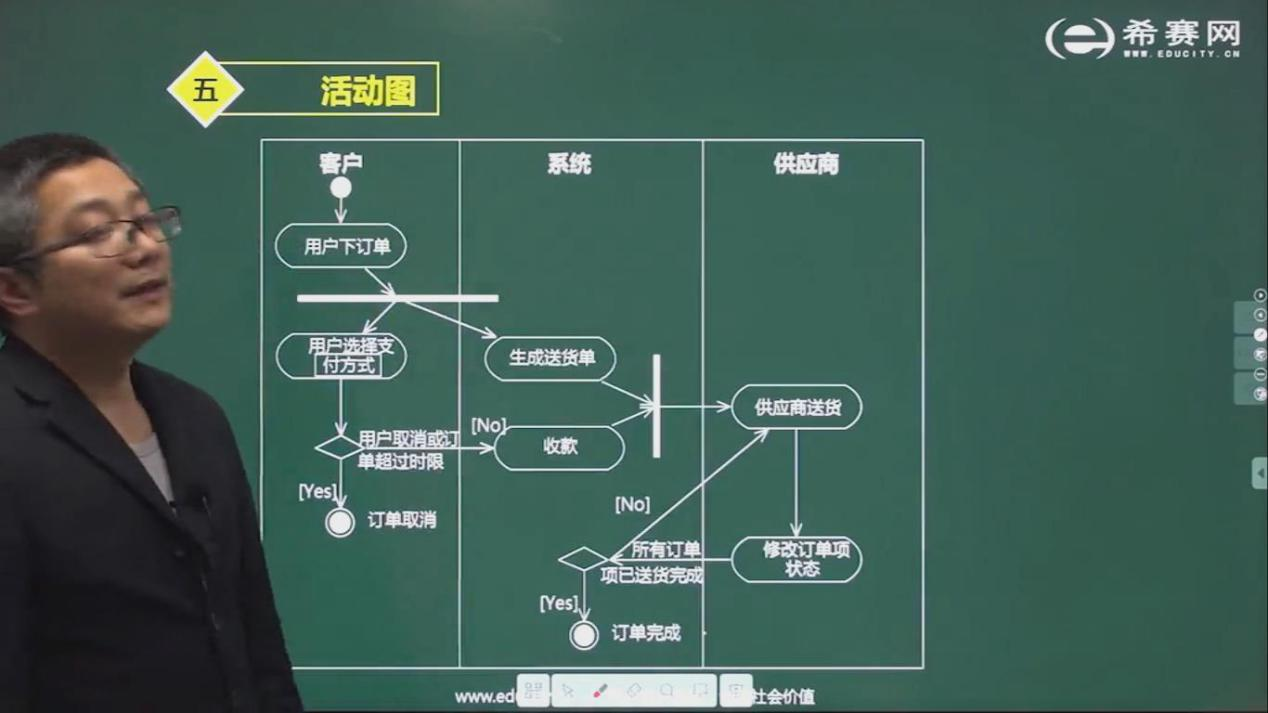 希赛网
WWW.EDUCITY.CN
五
活动图
客户
系统
供应商
用户下订单
用户选择支
付方式
生成送货单
供应商送货
[No]
收款
用户取消或订
单超过时限
[Yes]
订单取消
[No]
所有订单
项已送货完成
修改订单项
状态
[Yes]
订单完成
www.ed
社会价值